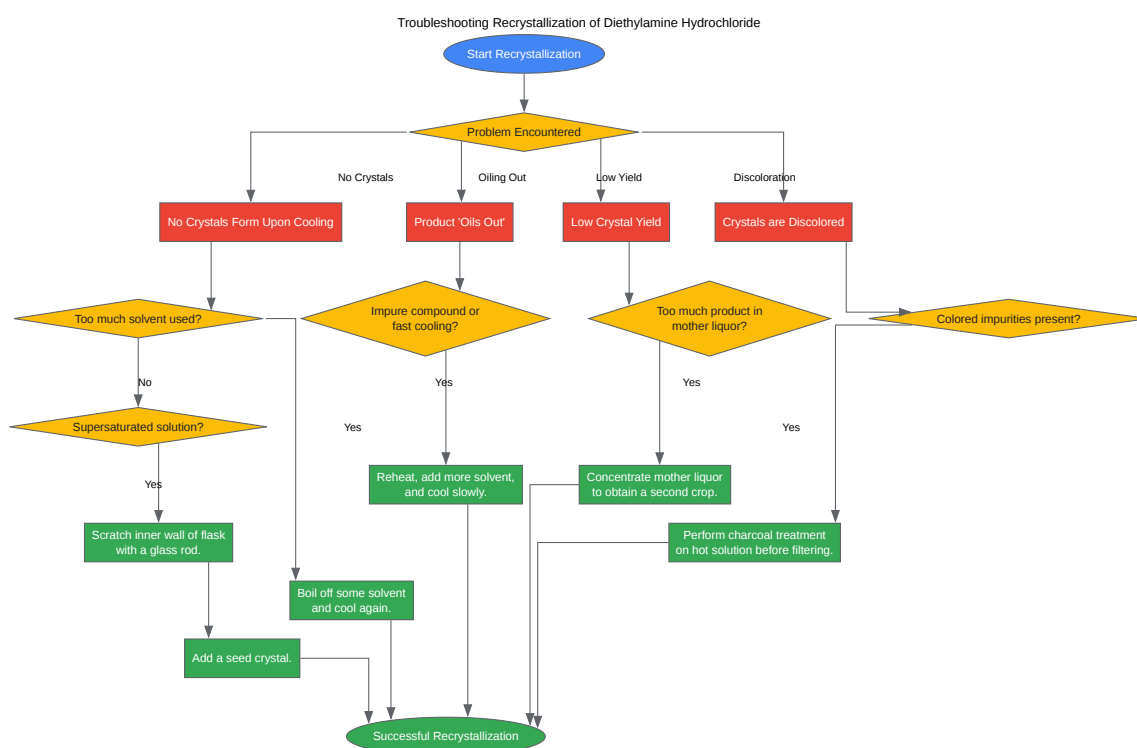 Troubleshooting Recrystallization of Diethylamine Hydrochloride
Start Recrystallization
Problem Encountered
No Crystals
Oiling Out
Low Yield
Discoloration
No Crystals Form Upon Cooling
Product 'Oils Out'
Low Crystal Yield
Crystals are Discolored
Too much solvent used?
Impure compound or
fast cooling?
Too much product in
mother liquor?
Colored impurities present?
No
Yes
Yes
Supersaturated solution?
Yes
Yes
Yes
Reheat, add more solvent,
and cool slowly.
Concentrate mother liquor
to obtain a second crop.
Scratch inner wall of flask
with a glass rod.
Perform charcoal treatment
on hot solution before filtering.
Boil off some solvent
and cool again.
Add a seed crystal.
Successful Recrystallization